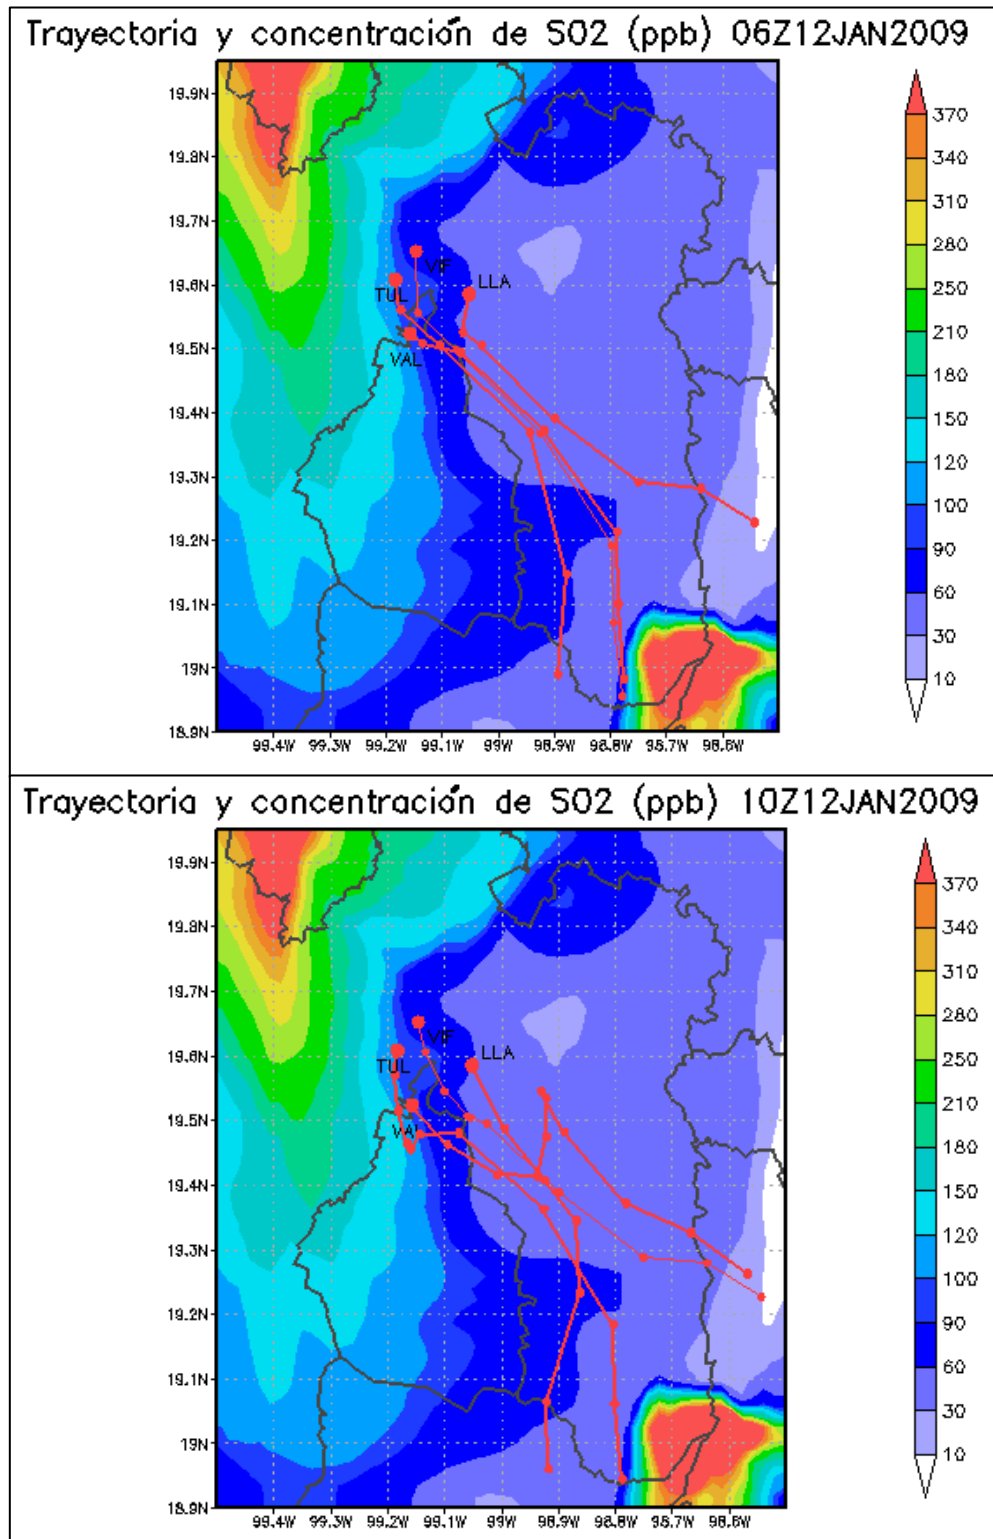 Trayectoria y concentración de SO2 (ppb) 06Z12JAN2009
19.9N
19.8N
19.7N
19.6N
19.5N
19.4N
19.3N
19.2N
19.1N
19N
18.9N
99.4W 99.3W 99.2W 99.1W 99W 98.9W 98.8W 98.7W 98.6W
VIF
TUL
LLA
VAL
370
340
310
280
250
210
180
150
120
100
90
60
30
10
Trayectoria y concentración de SO2 (ppb) 10Z12JAN2009
19.9N
19.8N
19.7N
19.6N
19.5N
19.4N
19.3N
19.2N
19.1N
19N
18.9N
99.4W 99.3W 99.2W 99.1W 99W 98.9W 98.8W 98.7W 98.6W
VIF
TUL
LLA
VAL
370
340
310
280
250
210
180
150
120
100
90
60
30
10